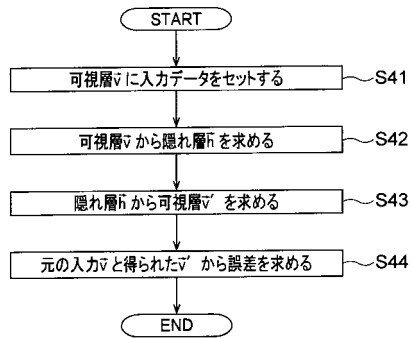 START
可視層v̄に入力データをセットする
S41
可視層v̄から隠れ層h̄を求める
S42
隠れ層h̄から可視層v̄′を求める
S43
元の入力v̄と得られたv̄′から誤差を求める
S44
END